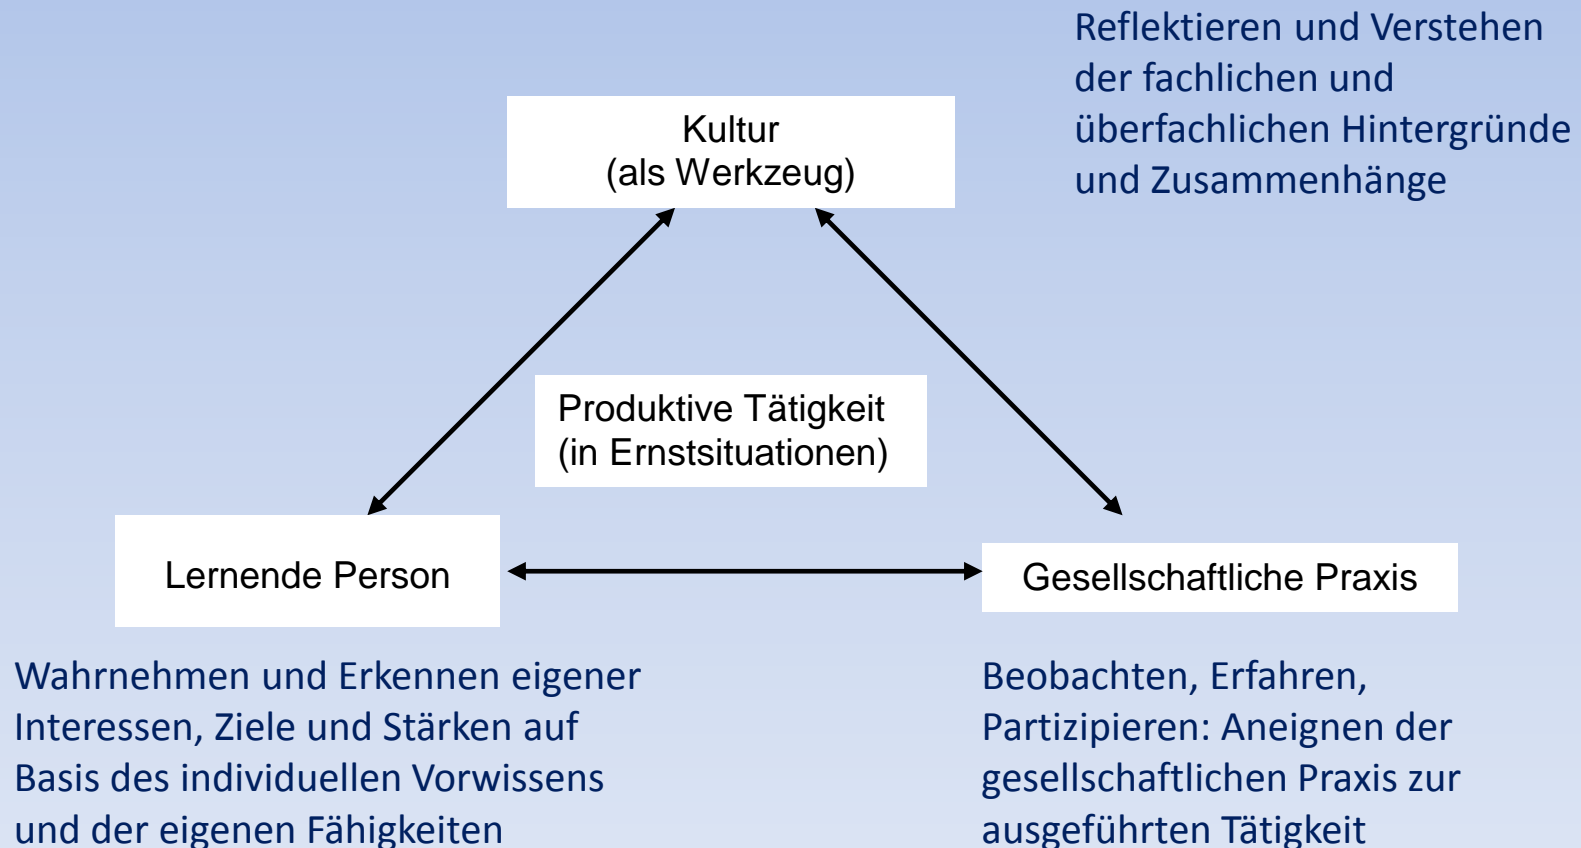 Reflektieren und Verstehen
der fachlichen und
überfachlichen Hintergründe
und Zusammenhänge
Kultur
(als Werkzeug)
Produktive Tätigkeit
(in Ernstsituationen)
Lernende Person
Gesellschaftliche Praxis
Wahrnehmen und Erkennen eigener
Interessen, Ziele und Stärken auf
Basis des individuellen Vorwissens
und der eigenen Fähigkeiten
Beobachten, Erfahren,
Partizipieren: Aneignen der
gesellschaftlichen Praxis zur
ausgeführten Tätigkeit